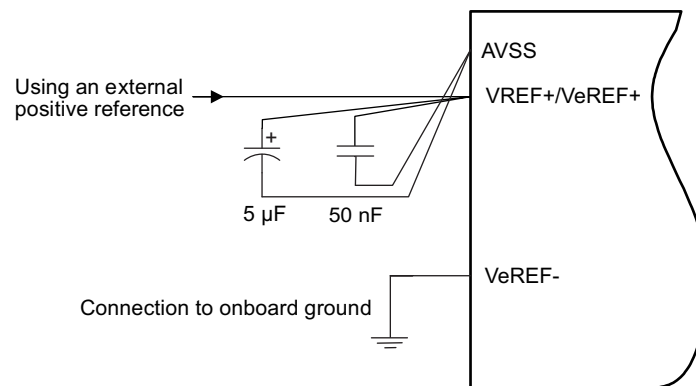 AVSS
Using an external
positive reference
VREF+/VeREF+
+
5 µF
50 nF
VeREF-
Connection to onboard ground